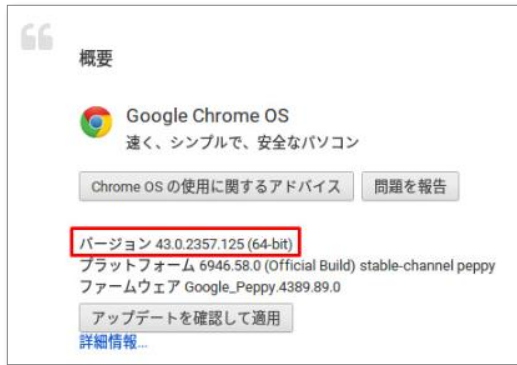 概要
Google Chrome OS
速く、シンプルで、安全なパソコン
Chrome OS の使用に関するアドバイス
問題を報告
バージョン 43.0.2357.125 (64-bit)
プラットフォーム 6946.58.0 (Official Build) stable-channel peppy
ファームウェア Google_Peppy.4389.89.0
アップデートを確認して適用
詳細情報...